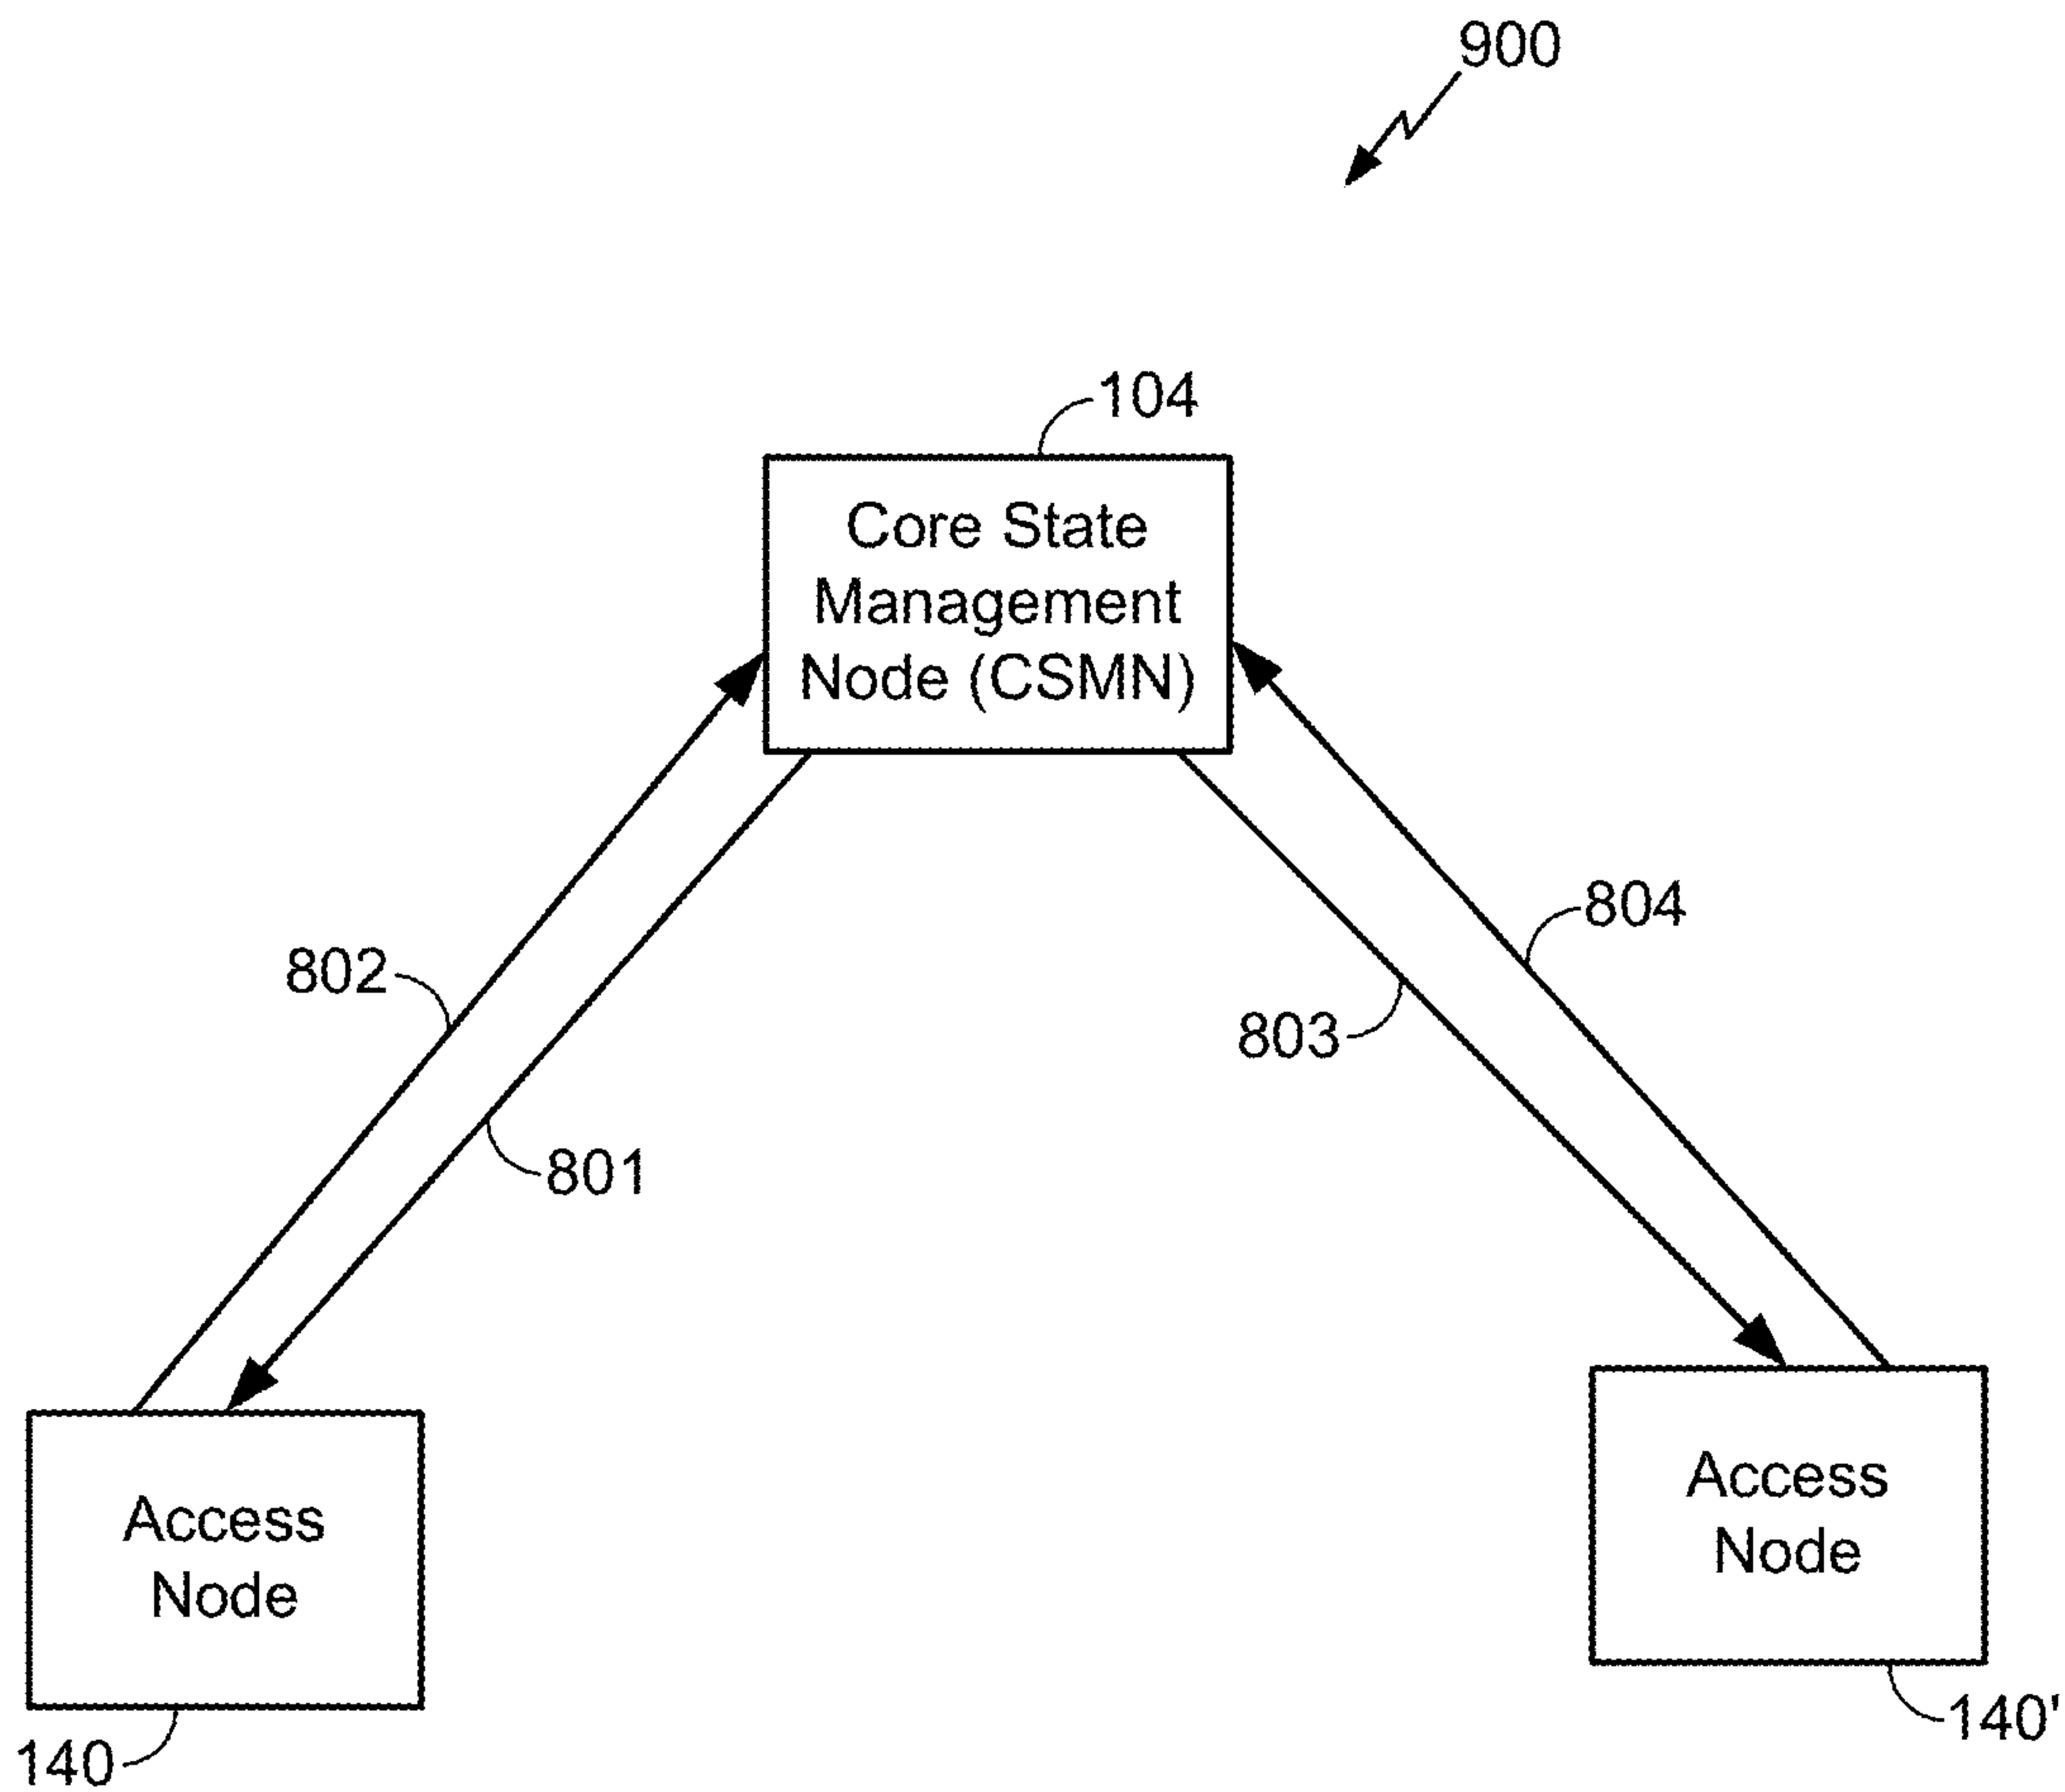 900
104
Core State
Management
Node (CSMN)
804
802
803
801
Access
Node
Access
Node
140'
140